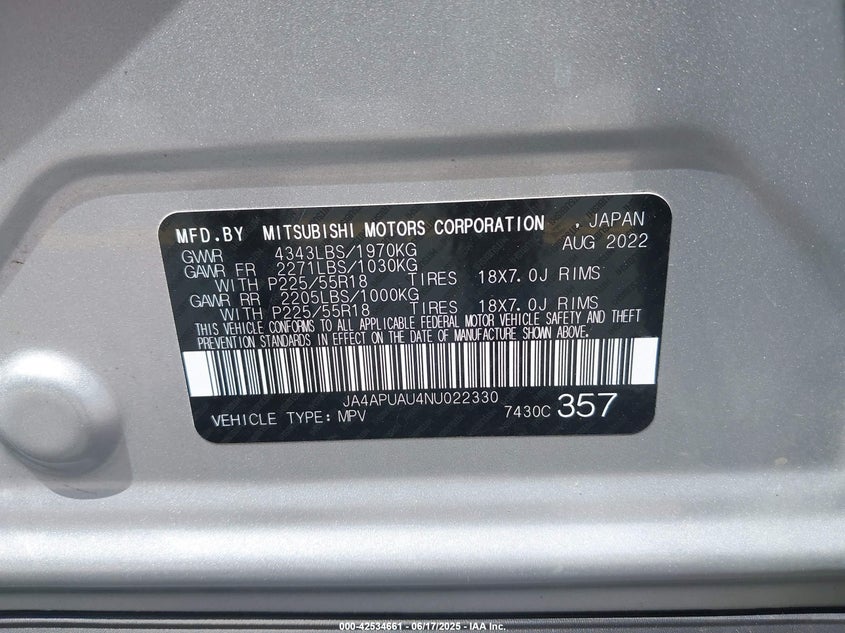 MFD.BY MITSUBISHI MOTORS CORPORATION , JAPAN
GVWR 4343LBS/1970KG AUG 2022
GAWR FR 2271LBS/1030KG
WITH P225/55R18 TIRES 18X7.0J RIMS
GAWR RR 2205LBS/1000KG
WITH P225/55R18 TIRES 18X7.0J RIMS
THIS VEHICLE CONFORMS TO ALL APPLICABLE FEDERAL MOTOR VEHICLE SAFETY AND THEFT
PREVENTION STANDARDS IN EFFECT ON THE DATE OF MANUFACTURE SHOWN ABOVE.
JA4APUAU4NU022330
VEHICLE TYPE: MPV 7430C 357
000-42534661 - 06/17/2025 - IAA Inc.